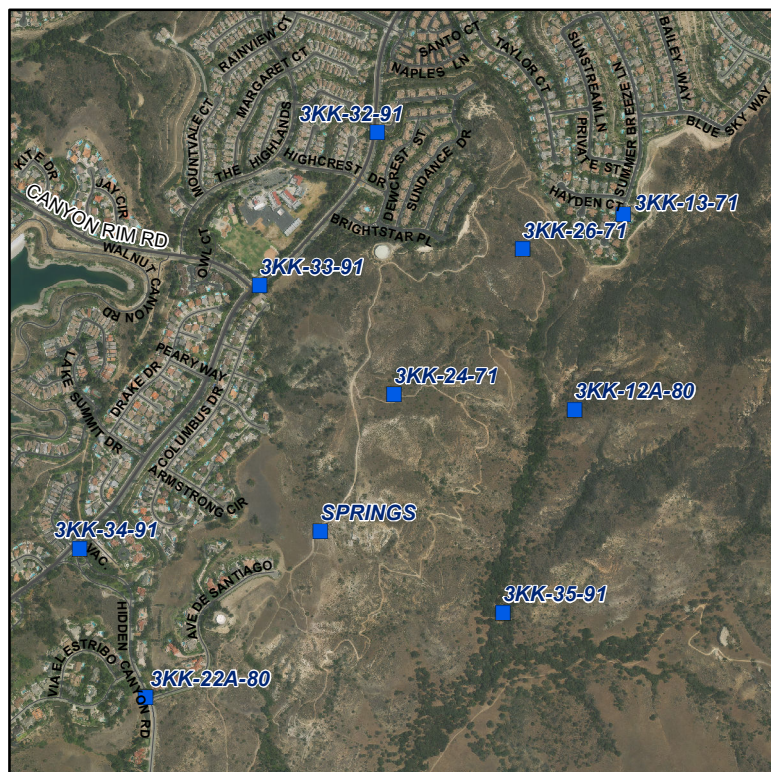 RAINVIEW CT
MARGARET CT
SANTO CT
NAPLES LN
TAYLOR CT
SUNSTREAM LN
SUMMER BREEZE LN
BAILEY WAY
BLUE SKY WAY
3KK-32-91
MOUNTVALE CT
THE HIGHLANDS
HIGHCREST DR
DEWCREST ST
SUNDANCE DR
PRIVATE ST
KITE DR
JAY CIR
HAYDEN CT
3KK-13-71
CANYON RIM RD
OWL CT
BRIGHTSTAR PL
3KK-26-71
WALNUT CANYON RD
3KK-33-91
LAKE SUMMIT DR
DRAKE DR
PEARY WAY
COLUMBUS DR
3KK-24-71
3KK-12A-80
ARMSTRONG CIR
SPRINGS
3KK-34-91
VAC.
AVE DE SANTIAGO
3KK-35-91
HIDDEN CANYON RD
VIA EL ESTRIBO
3KK-22A-80